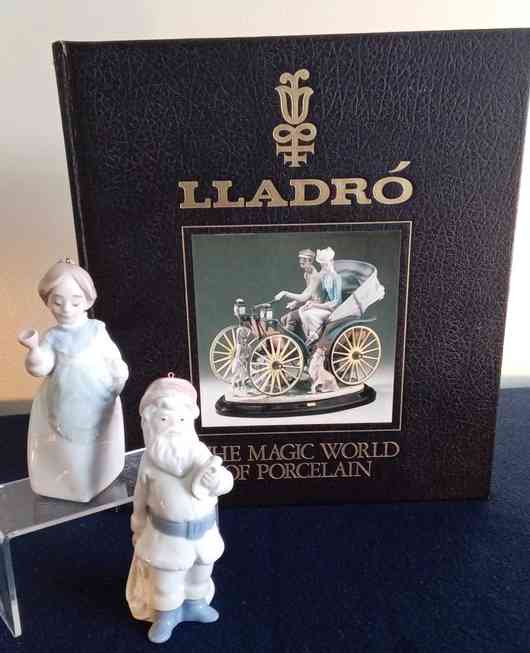 LLADRÓ
THE MAGIC WORLD
OF PORCELAIN